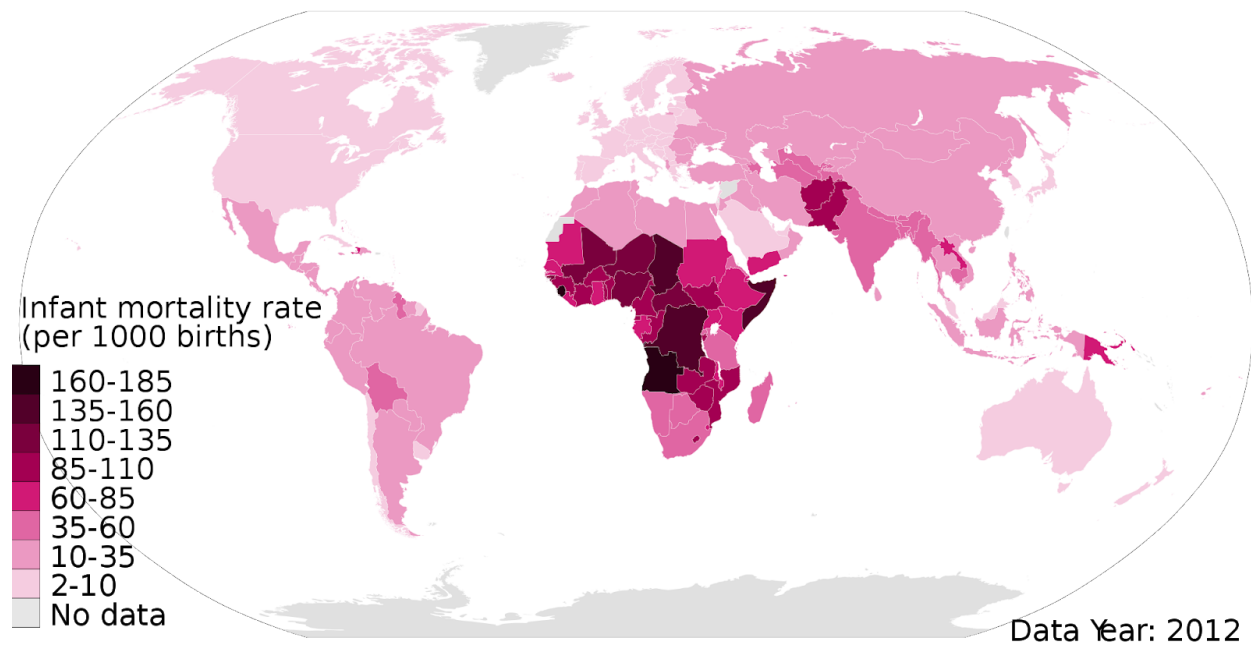 Infant mortality rate
(per 1000 births)
160-185
135-160
110-135
85-110
60-85
35-60
10-35
2-10
No data
Data Year: 2012